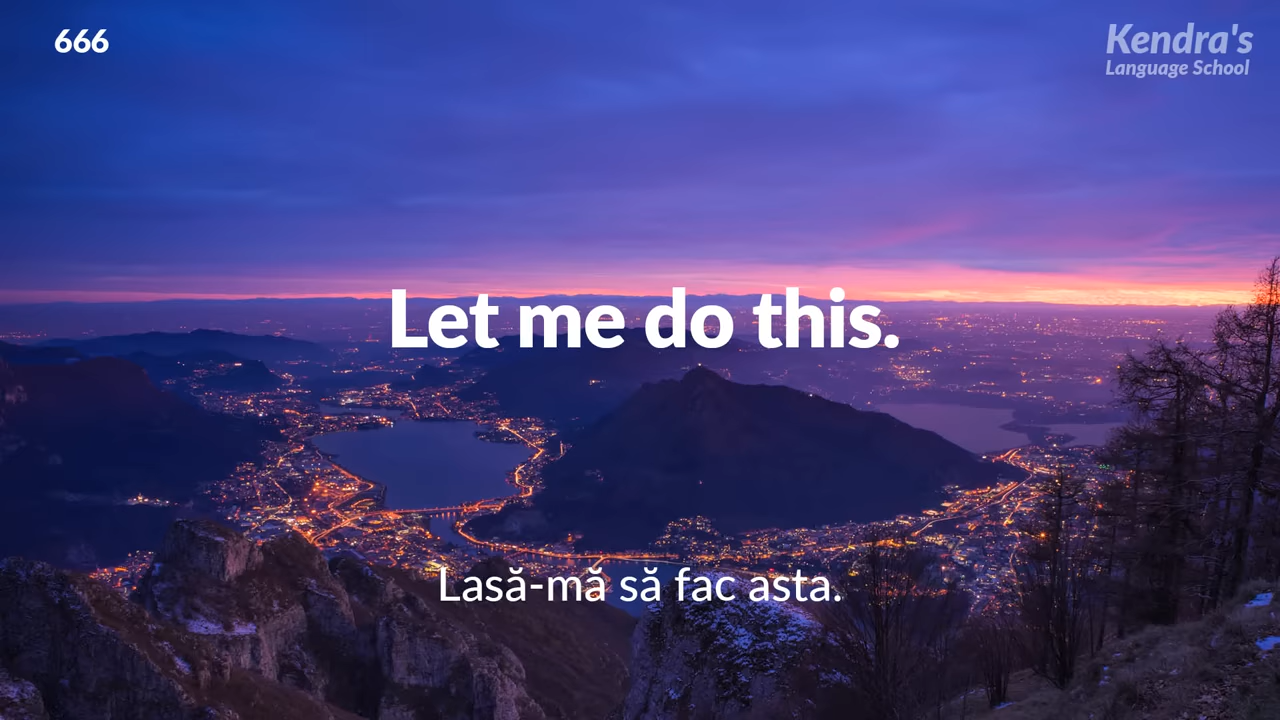 666
Kendra's
Language School
Let me do this.
Lasă-mă să fac asta.